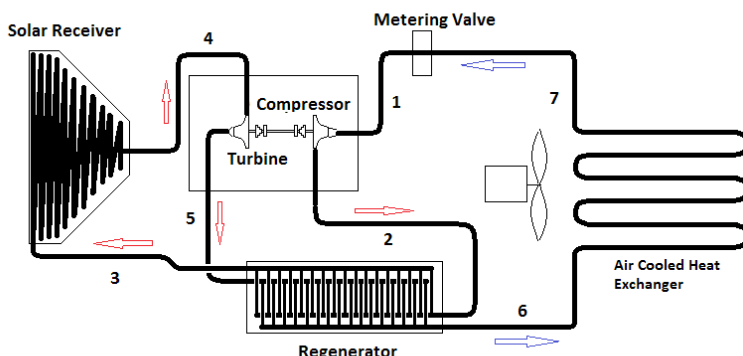 Metering Valve
Solar Receiver
4
Compressor
1
7
Turbine
5
2
3
Air Cooled Heat
Exchanger
6
Regenerator